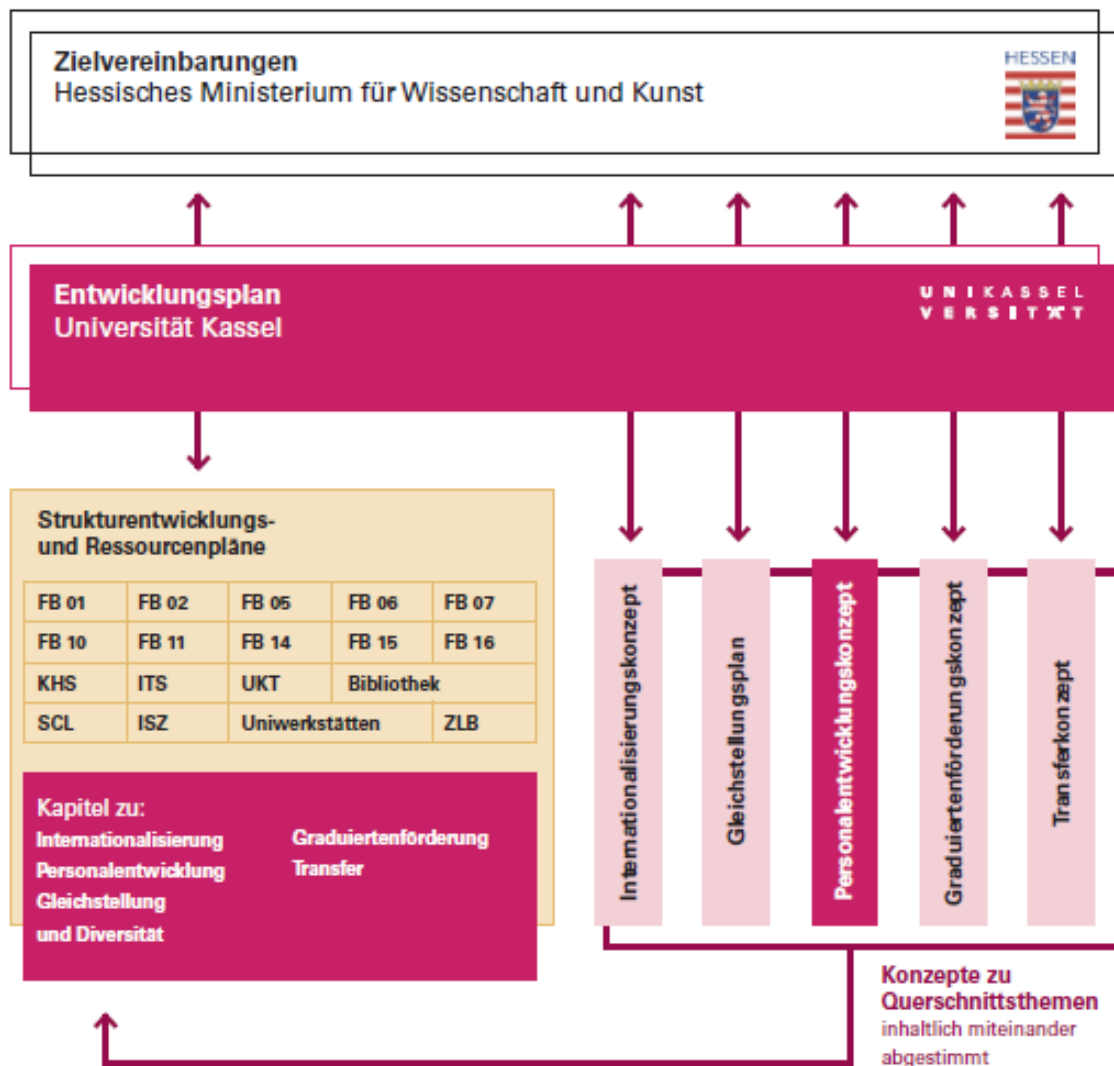 Zielvereinbarungen
Hessisches Ministerium für Wissenschaft und Kunst
HESSEN
Entwicklungsplan
Universität Kassel
UNIKASSEL
VERSITÄT
Strukturentwicklungs-
und Ressourcenpläne
FB 01 FB 02 FB 05 FB 06 FB 07
FB 10 FB 11 FB 14 FB 15 FB 16
KHS ITS UKT Bibliothek
SCL ISZ Uniwerkstätten ZLB
Kapitel zu:
Internationalisierung
Personalentwicklung
Gleichstellung
und Diversität
Graduiertenförderung
Transfer
Internationalisierungskonzept
Gleichstellungsplan
Personalentwicklungskonzept
Graduiertenförderungskonzept
Transferkonzept
Konzepte zu
Querschnittsthemen
inhaltlich miteinander
abgestimmt